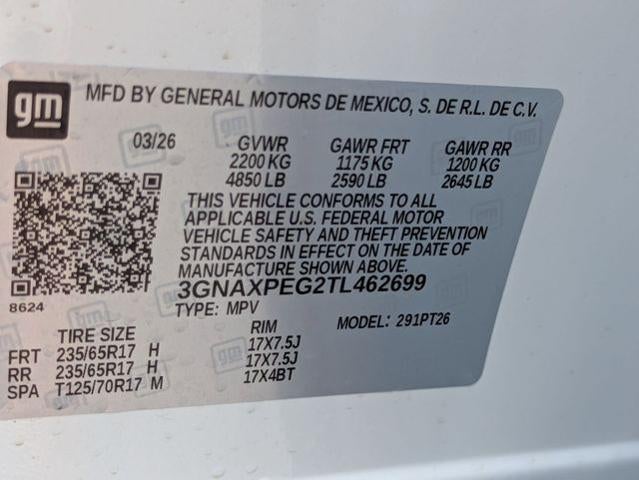 gm
MFD BY GENERAL MOTORS DE MEXICO, S. DE R.L. DE C.V.
03/26 GVWR GAWR FRT GAWR RR
2200 KG 1175 KG 1200 KG
4850 LB 2590 LB 2645 LB
THIS VEHICLE CONFORMS TO ALL
APPLICABLE U.S. FEDERAL MOTOR
VEHICLE SAFETY AND THEFT PREVENTION
STANDARDS IN EFFECT ON THE DATE OF
MANUFACTURE SHOWN ABOVE.
3GNAXPEG2TL462699
8624
TYPE: MPV MODEL: 291PT26
TIRE SIZE RIM
FRT 235/65R17 H 17X7.5J
RR 235/65R17 H 17X7.5J
SPA T125/70R17 M 17X4BT